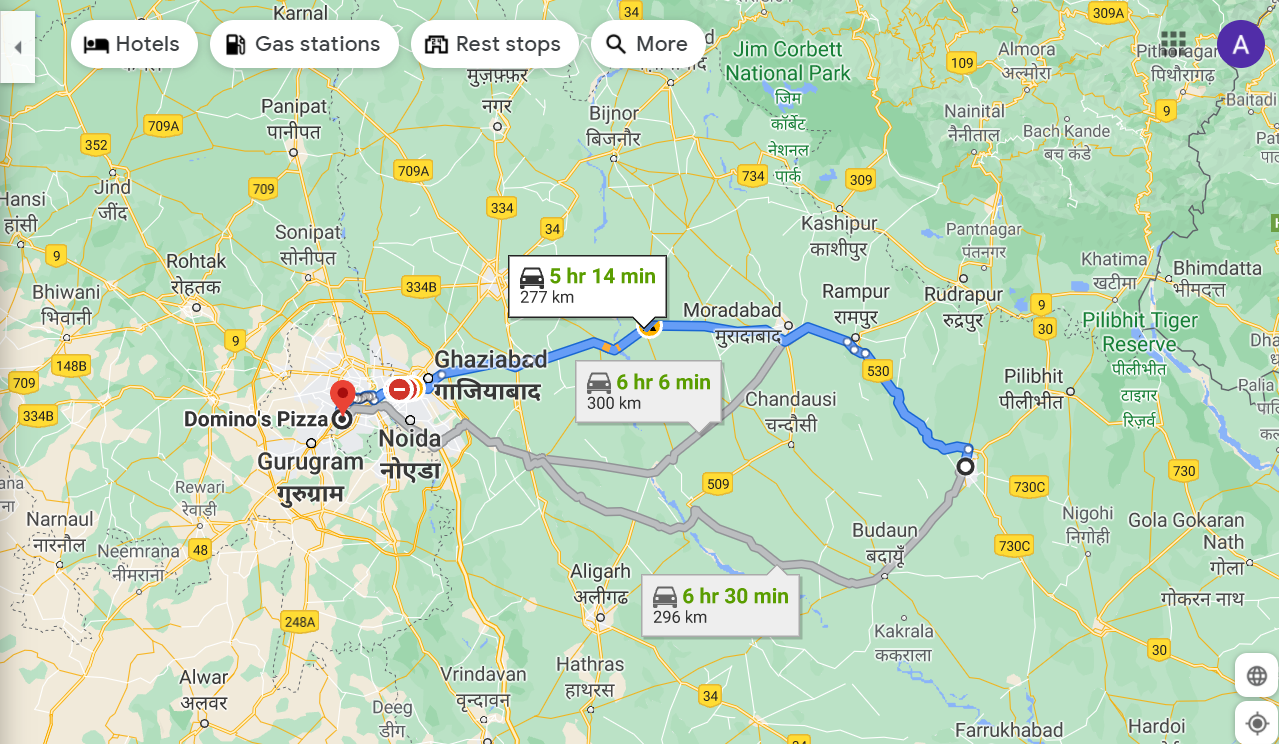 Karnal
34
309A
Hotels
Gas stations
Rest stops
More
A
Jim Corbett
National Park
जिम
कॉर्बेट
नेशनल
पार्क
Almora
अल्मोरा
109
पिथौरागढ़
नगर
Panipat
पानीपत
Bijnor
बिजनौर
Nainital
नैनीताल
9
Baitadi
709A
Bach Kande
बच कंडे
352
709A
Jind
जींद
709
734
309
Hansi
हांसी
334
34
Kashipur
काशीपुर
Sonipat
सोनीपत
Pantnagar
पंतनगर
9
Rohtak
रोहतक
Khatima
खटीमा
Bhimdatta
भीमदत्त
5 hr 14 min
277 km
334B
Bhiwani
भिवानी
Rampur
रामपुर
Rudrapur
रुद्रपुर
9
30
Moradabad
मुरादाबाद
Pilibhit Tiger
Reserve
पीलीभीत
टाइगर
रिज़र्व
9
148B
709
334B
Ghaziabad
गाजियाबाद
6 hr 6 min
300 km
530
Pilibhit
पीलीभीत
Chandausi
चन्दौसी
Domino's Pizza
Noida
नोएडा
Gurugram
गुरुग्राम
730
509
730C
Rewari
रेवाड़ी
Narnaul
नारनौल
Nigohi
निगोही
Gola Gokaran
Nath
गोला
गोकरन नाथ
Budaun
बदायूँ
730C
Neemrana
नीमराना
48
Aligarh
अलीगढ
6 hr 30 min
296 km
248A
Kakrala
ककराला
30
Hathras
हाथरस
Vrindavan
वृन्दावन
Alwar
अलवर
Deeg
डीग
34
Farrukhabad
Hardoi
34